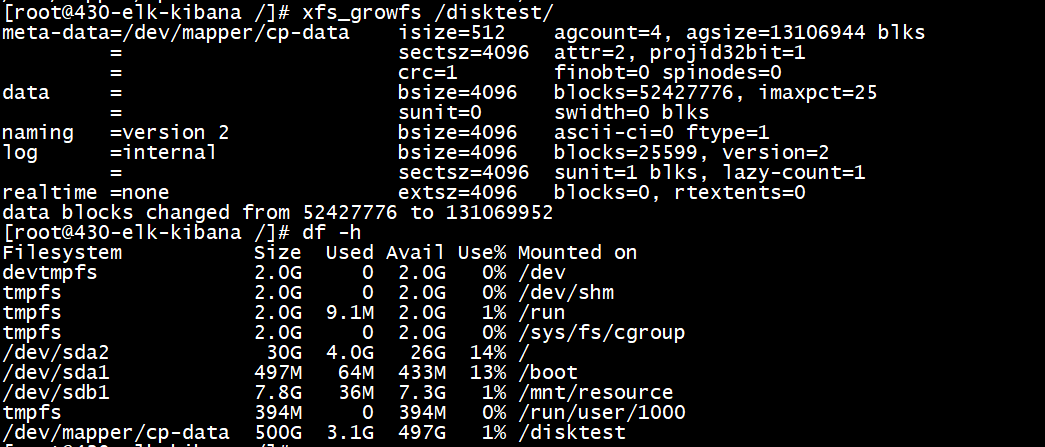 [root@430-elk-kibana /]# xfs_growfs /disktest/
meta-data=/dev/mapper/cp-data    isize=512    agcount=4, agsize=13106944 blks
         =                       sectsz=4096  attr=2, projid32bit=1
         =                       crc=1        finobt=0 spinodes=0
data     =                       bsize=4096   blocks=52427776, imaxpct=25
         =                       sunit=0      swidth=0 blks
naming   =version 2              bsize=4096   ascii-ci=0 ftype=1
log      =internal               bsize=4096   blocks=25599, version=2
         =                       sectsz=4096  sunit=1 blks, lazy-count=1
realtime =none                   extsz=4096   blocks=0, rtextents=0
data blocks changed from 52427776 to 131069952
[root@430-elk-kibana /]# df -h
Filesystem           Size  Used Avail Use% Mounted on
devtmpfs             2.0G     0  2.0G   0% /dev
tmpfs                2.0G     0  2.0G   0% /dev/shm
tmpfs                2.0G  9.1M  2.0G   1% /run
tmpfs                2.0G     0  2.0G   0% /sys/fs/cgroup
/dev/sda2             30G  4.0G   26G  14% /
/dev/sda1            497M   64M  433M  13% /boot
/dev/sdb1            7.8G   36M  7.3G   1% /mnt/resource
tmpfs                394M     0  394M   0% /run/user/1000
/dev/mapper/cp-data  500G  3.1G  497G   1% /disktest